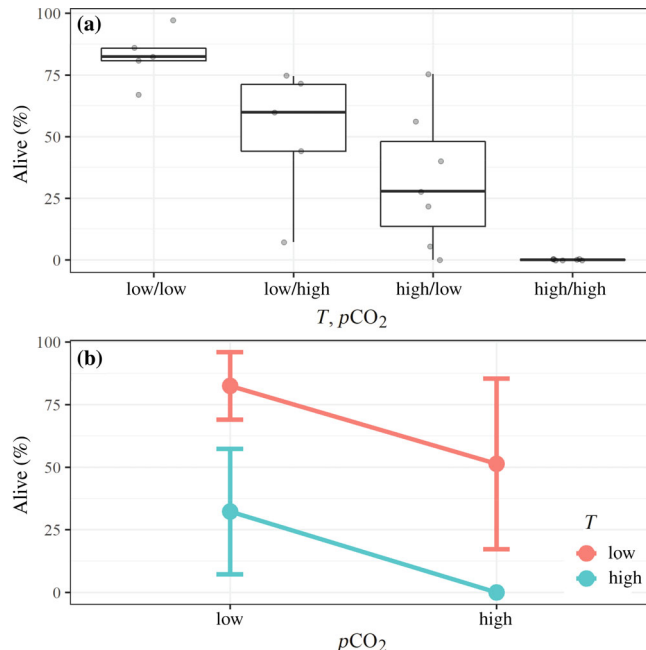 (a)
Alive (%)
100
75
50
25
0
low/low low/high high/low high/high
T, pCO₂
(b)
Alive (%)
100
75
50
25
0
T
low
high
low high
pCO₂